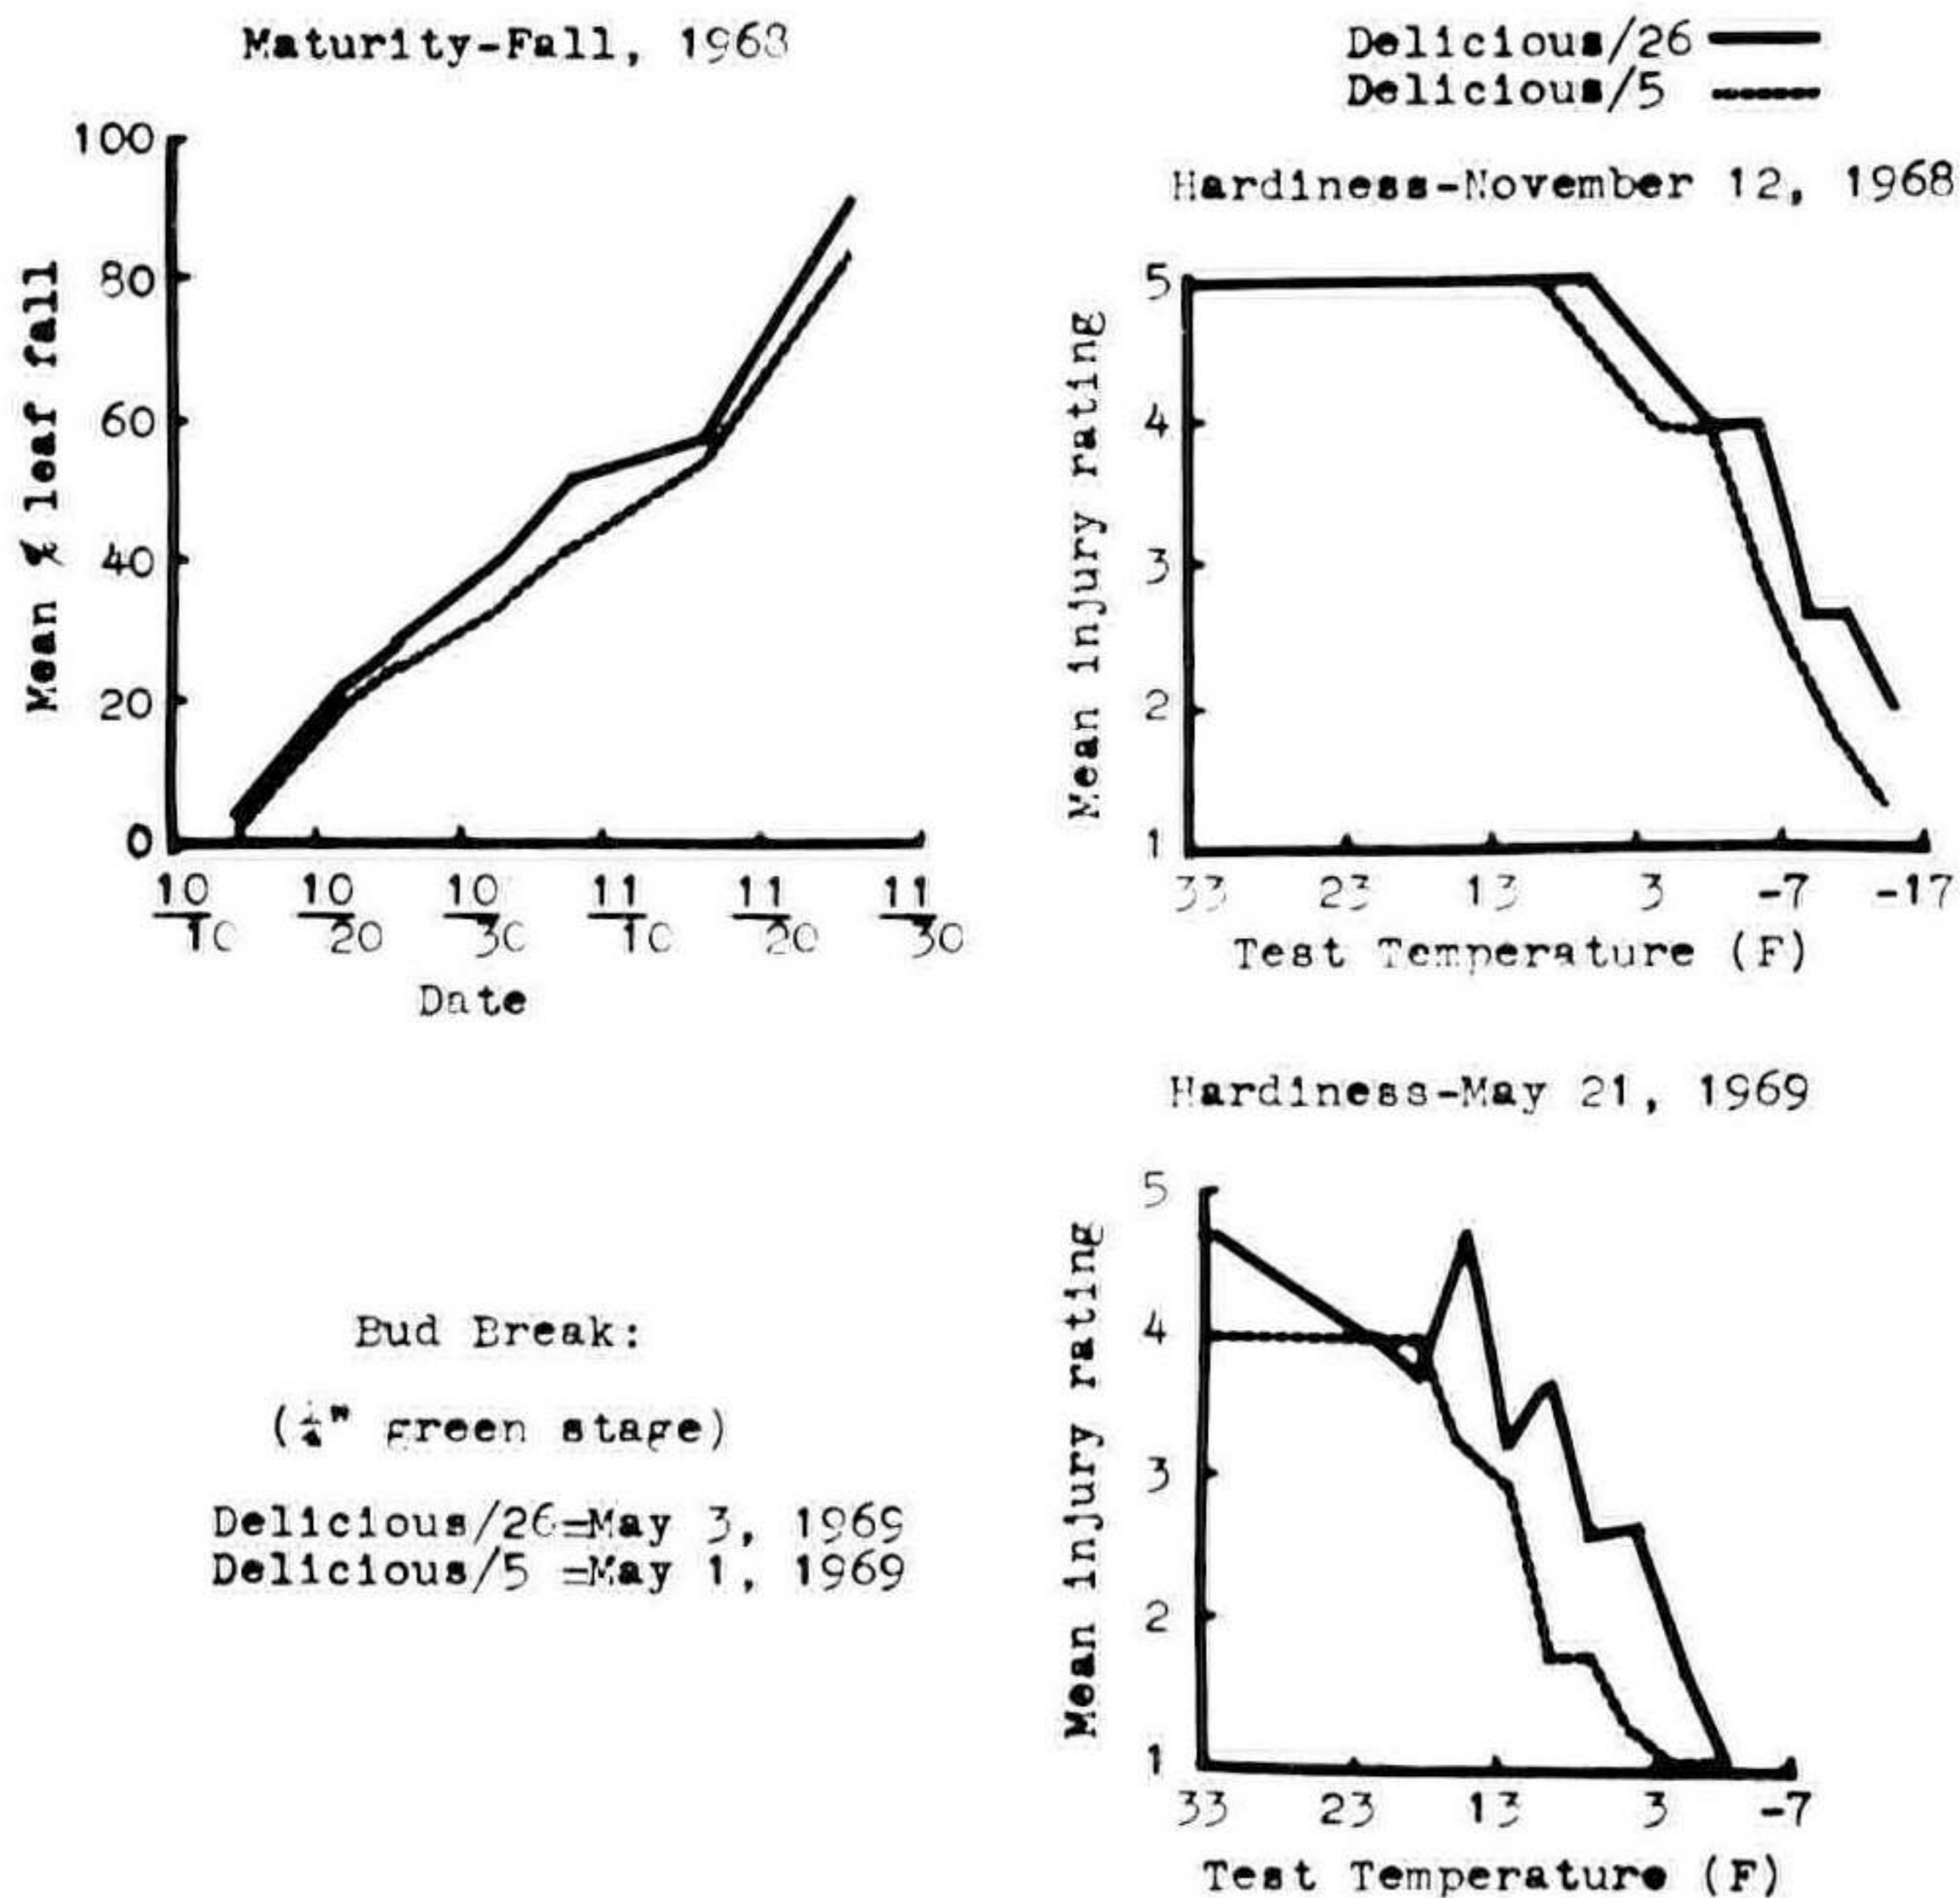 Maturity-Fall, 1968
100
80
60
40
20
0
Mean % leaf fall
10/10 10/20 10/30 11/10 11/20 11/30
Date
Delicious/26
Delicious/5
Hardiness-November 12, 1968
5
4
3
2
1
Mean injury rating
33 23 13 3 -7 -17
Test Temperature (F)
Hardiness-May 21, 1969
5
4
3
2
1
Mean injury rating
33 23 13 3 -7
Test Temperature (F)
Bud Break:
(¼" green stage)
Delicious/26=May 3, 1969
Delicious/5 =May 1, 1969